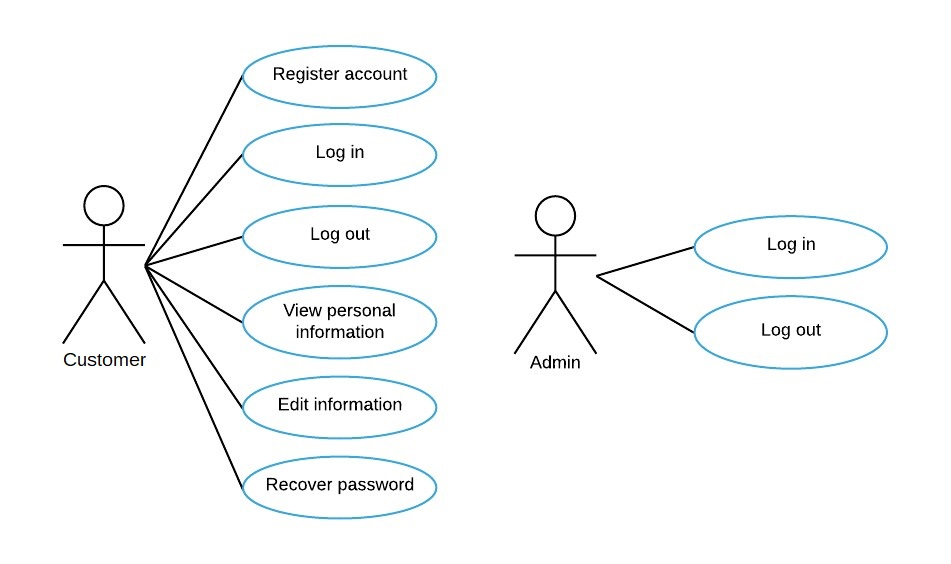 Register account
Log in
Log out
View personal
information
Edit information
Recover password
Customer
Log in
Log out
Admin